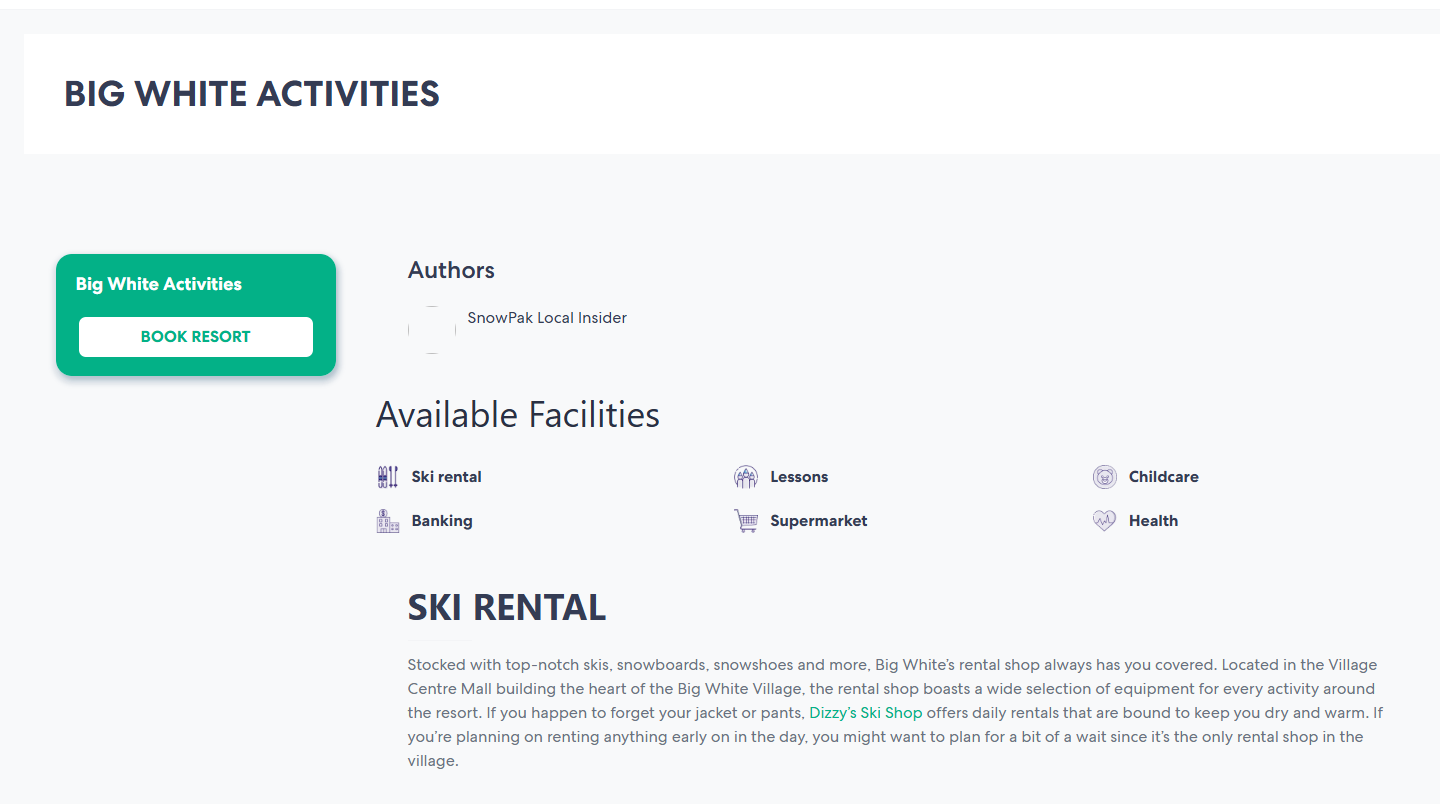 BIG WHITE ACTIVITIES
Big White Activities
BOOK RESORT
Authors
SnowPak Local Insider
Available Facilities
Ski rental
Lessons
Childcare
Banking
Supermarket
Health
SKI RENTAL
Stocked with top-notch skis, snowboards, snowshoes and more, Big White's rental shop always has you covered. Located in the Village
Centre Mall building the heart of the Big White Village, the rental shop boasts a wide selection of equipment for every activity around
the resort. If you happen to forget your jacket or pants, Dizzy's Ski Shop offers daily rentals that are bound to keep you dry and warm. If
you're planning on renting anything early on in the day, you might want to plan for a bit of a wait since it's the only rental shop in the
village.